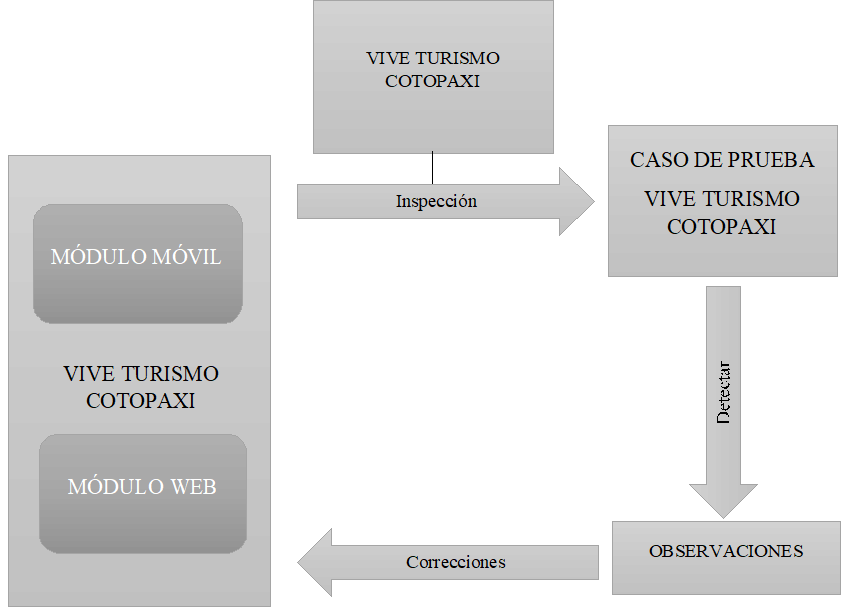 VIVE TURISMO
COTOPAXI
Inspección
CASO DE PRUEBA
VIVE TURISMO
COTOPAXI
MÓDULO MÓVIL
VIVE TURISMO
COTOPAXI
MÓDULO WEB
Detectar
OBSERVACIONES
Correcciones